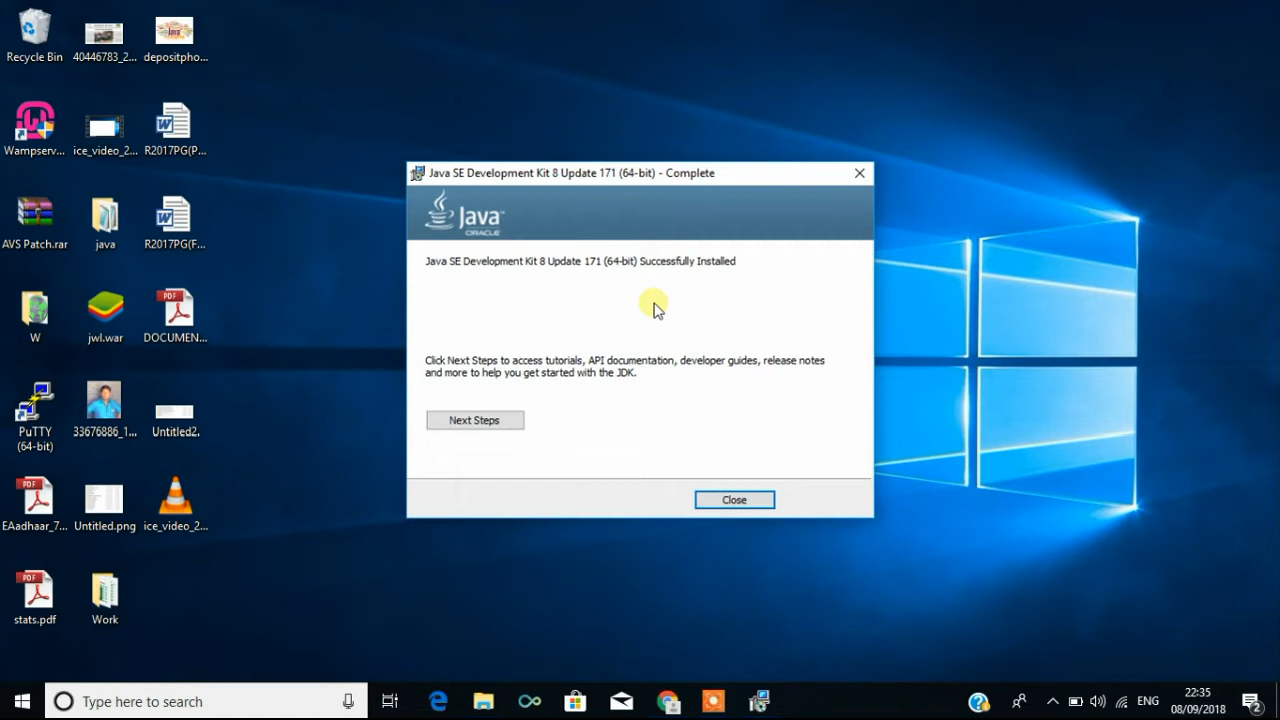 Recycle Bin
40446783_2...
depositpho...
Wampserv...
ice_video_2...
R2017PG(P...
AVS Patch.rar
java
R2017PG(F...
W
jwl.war
DOCUMEN...
PuTTY
(64-bit)
33676886_1...
Untitled2.
EAadhaar_7...
Untitled.png
ice_video_2...
stats.pdf
Work
Java SE Development Kit 8 Update 171 (64-bit) - Complete
Java
ORACLE
Java SE Development Kit 8 Update 171 (64-bit) Successfully Installed
Click Next Steps to access tutorials, API documentation, developer guides, release notes
and more to help you get started with the JDK.
Next Steps
Close
Type here to search
ENG
22:35
08/09/2018
2